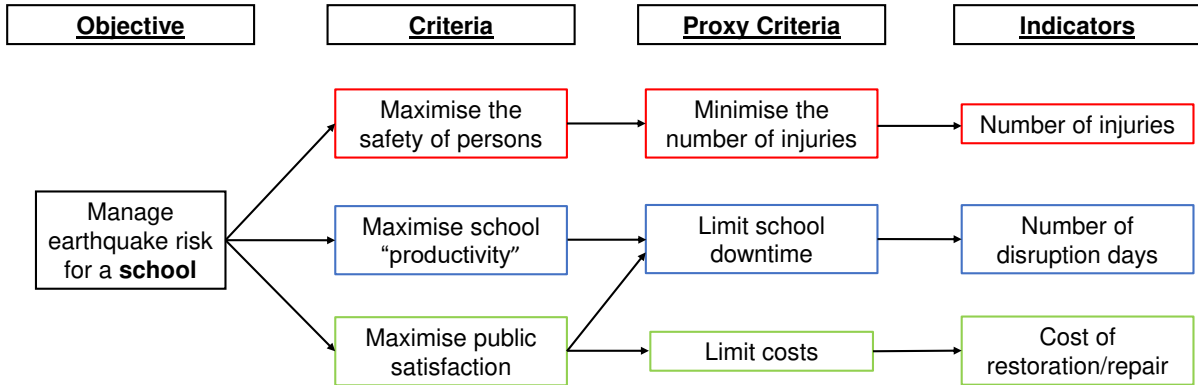 Objective
Criteria
Proxy Criteria
Indicators
Maximise the
safety of persons
Minimise the
number of injuries
Number of injuries
Manage
earthquake risk
for a school
Maximise school
“productivity”
Limit school
downtime
Number of
disruption days
Maximise public
satisfaction
Limit costs
Cost of
restoration/repair